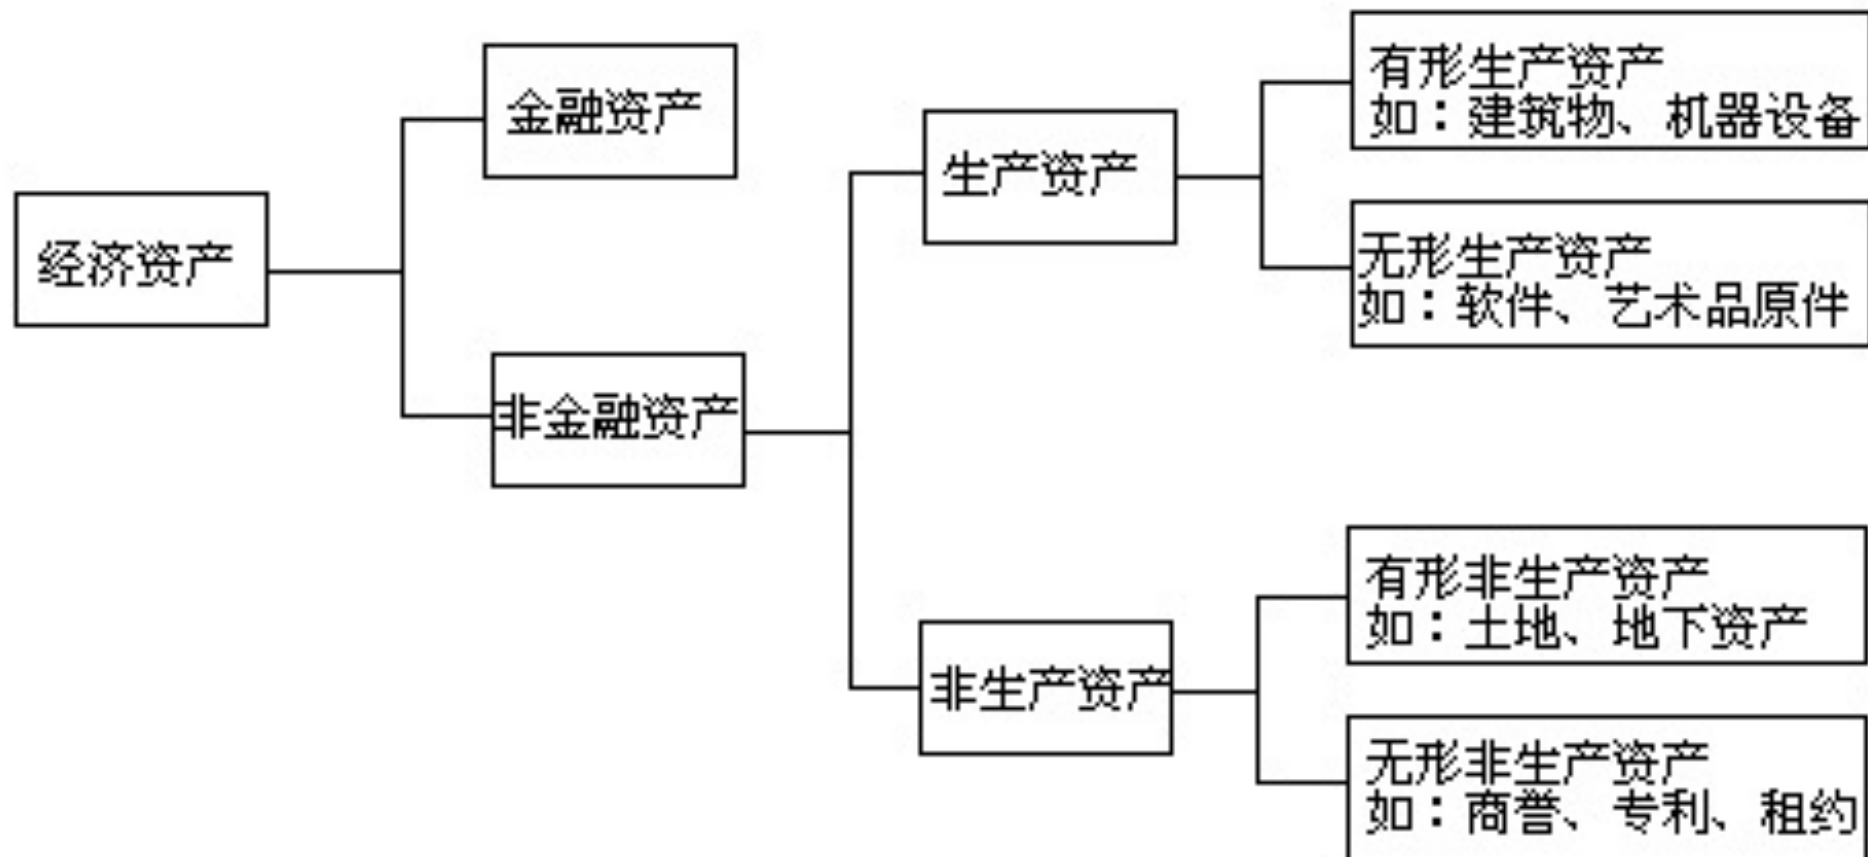 经济资产
金融资产
非金融资产
生产资产
非生产资产
有形生产资产
如：建筑物、机器设备
无形生产资产
如：软件、艺术品原件
有形非生产资产
如：土地、地下资产
无形非生产资产
如：商誉、专利、租约